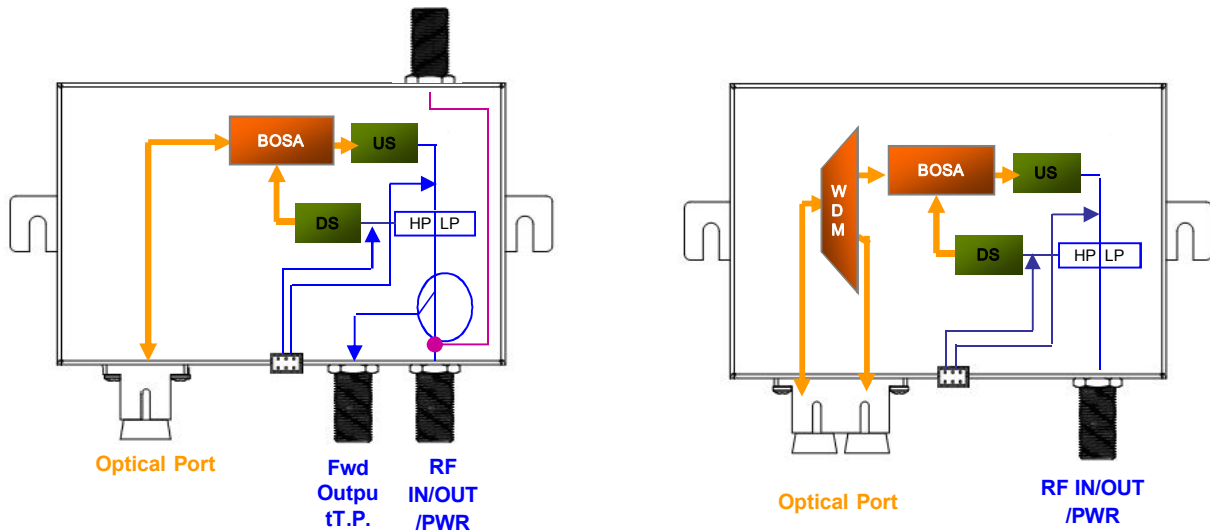 BOSA
US
DS
HP LP
Optical Port
Fwd
Outpu
tT.P.
RF
IN/OUT
/PWR
WDM
BOSA
US
DS
HP LP
Optical Port
RF IN/OUT
/PWR